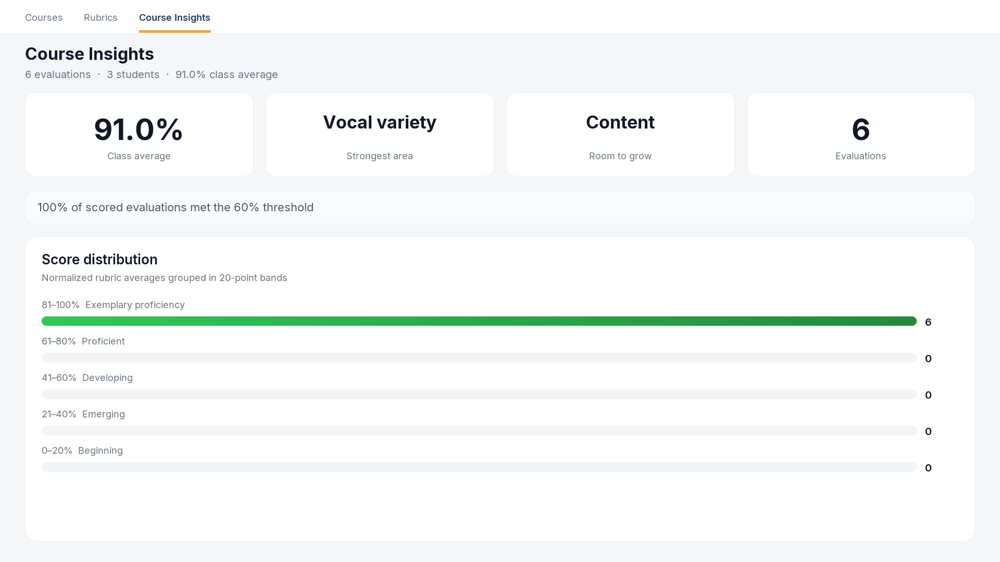 Courses Rubrics Course Insights
Course Insights
6 evaluations · 3 students · 91.0% class average
91.0%
Class average
Vocal variety
Strongest area
Content
Room to grow
6
Evaluations
100% of scored evaluations met the 60% threshold
Score distribution
Normalized rubric averages grouped in 20-point bands
81–100% Exemplary proficiency
6
61–80% Proficient
0
41–60% Developing
0
21–40% Emerging
0
0–20% Beginning
0